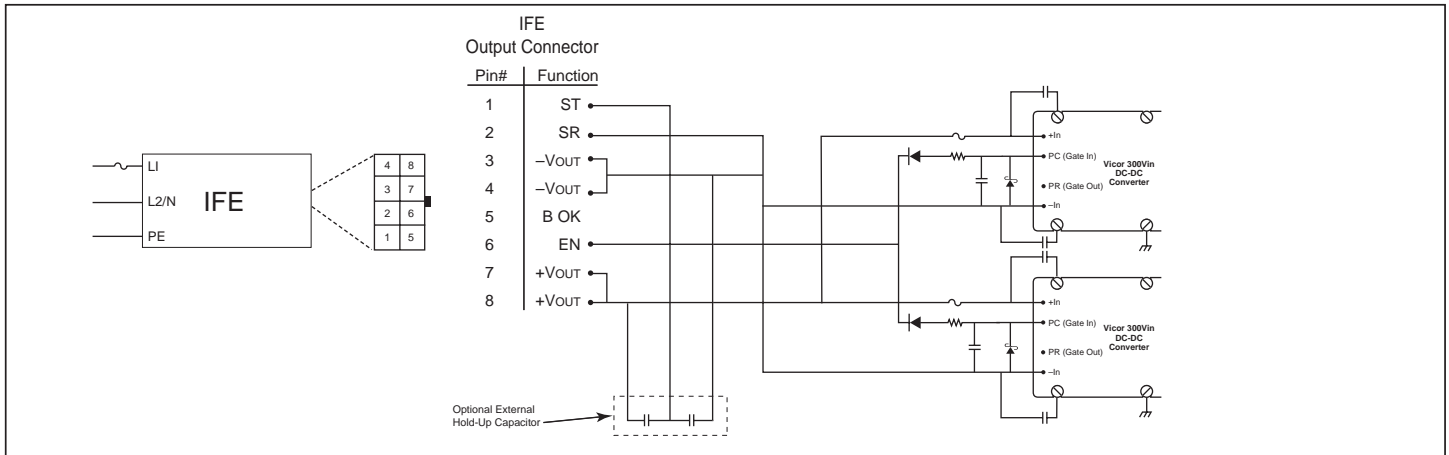 IFE
Output Connector
Pin# Function
1 ST
2 SR
3 –VOUT
4 –VOUT
5 B OK
6 EN
7 +VOUT
8 +VOUT
LI
L2/N
PE
IFE
4 8
3 7
2 6
1 5
+In
PC (Gate In)
PR (Gate Out)
–In
Vicor 300Vin
DC-DC
Converter
+In
PC (Gate In)
PR (Gate Out)
–In
Vicor 300Vin
DC-DC
Converter
Optional External
Hold-Up Capacitor